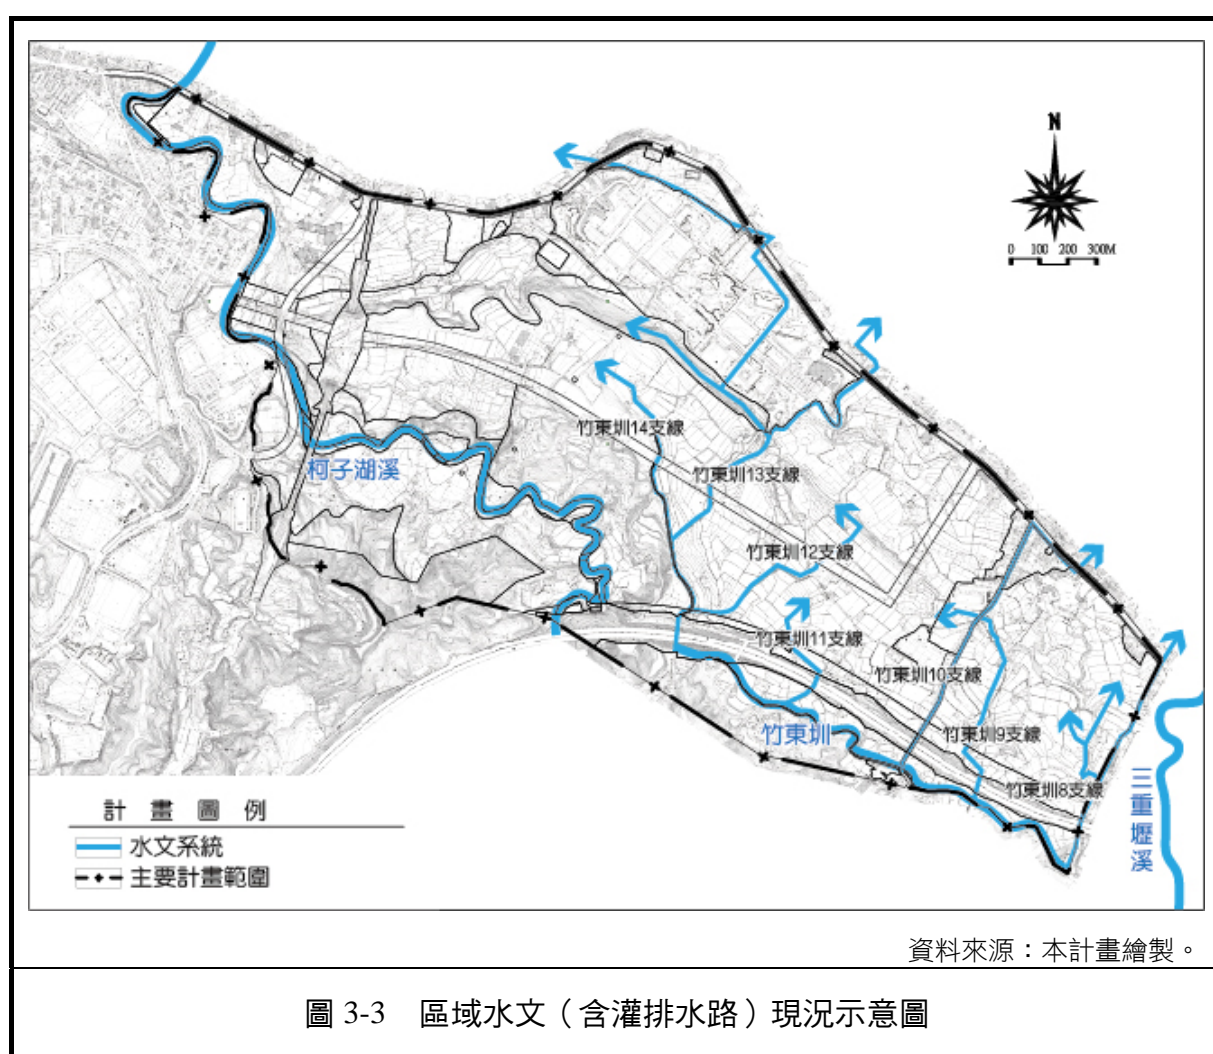 N
0 100 200 300M
竹東圳14支線
柯子湖溪
竹東圳13支線
竹東圳12支線
竹東圳11支線
竹東圳10支線
竹東圳
竹東圳9支線
竹東圳8支線
三重壢溪
計畫圖例
水文系統
主要計畫範圍
資料來源：本計畫繪製。
圖 3-3 區域水文（含灌排水路）現況示意圖